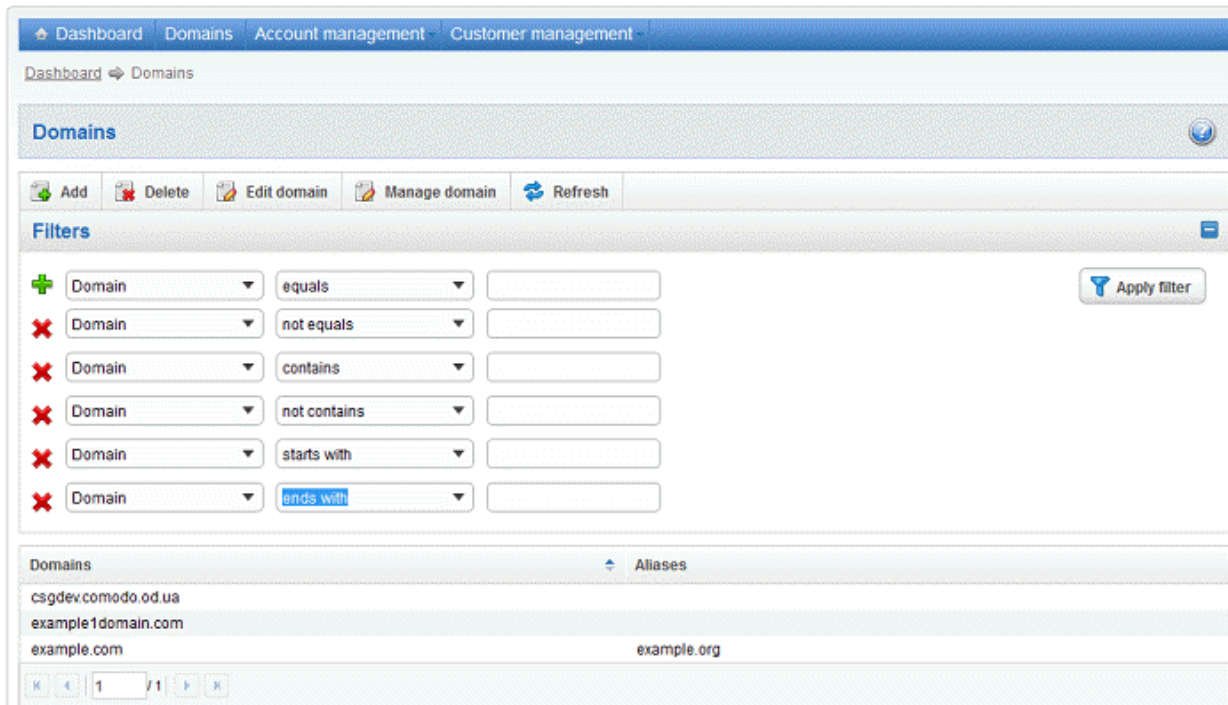 Dashboard Domains Account management Customer management
Dashboard Domains
Domains
Add Delete Edit domain Manage domain Refresh
Filters
Domain equals Apply filter
Domain not equals
Domain contains
Domain not contains
Domain starts with
Domain ends with
Domains Aliases
csgdev.comodo.od.ua
example1domain.com
example.com example.org
1 / 1